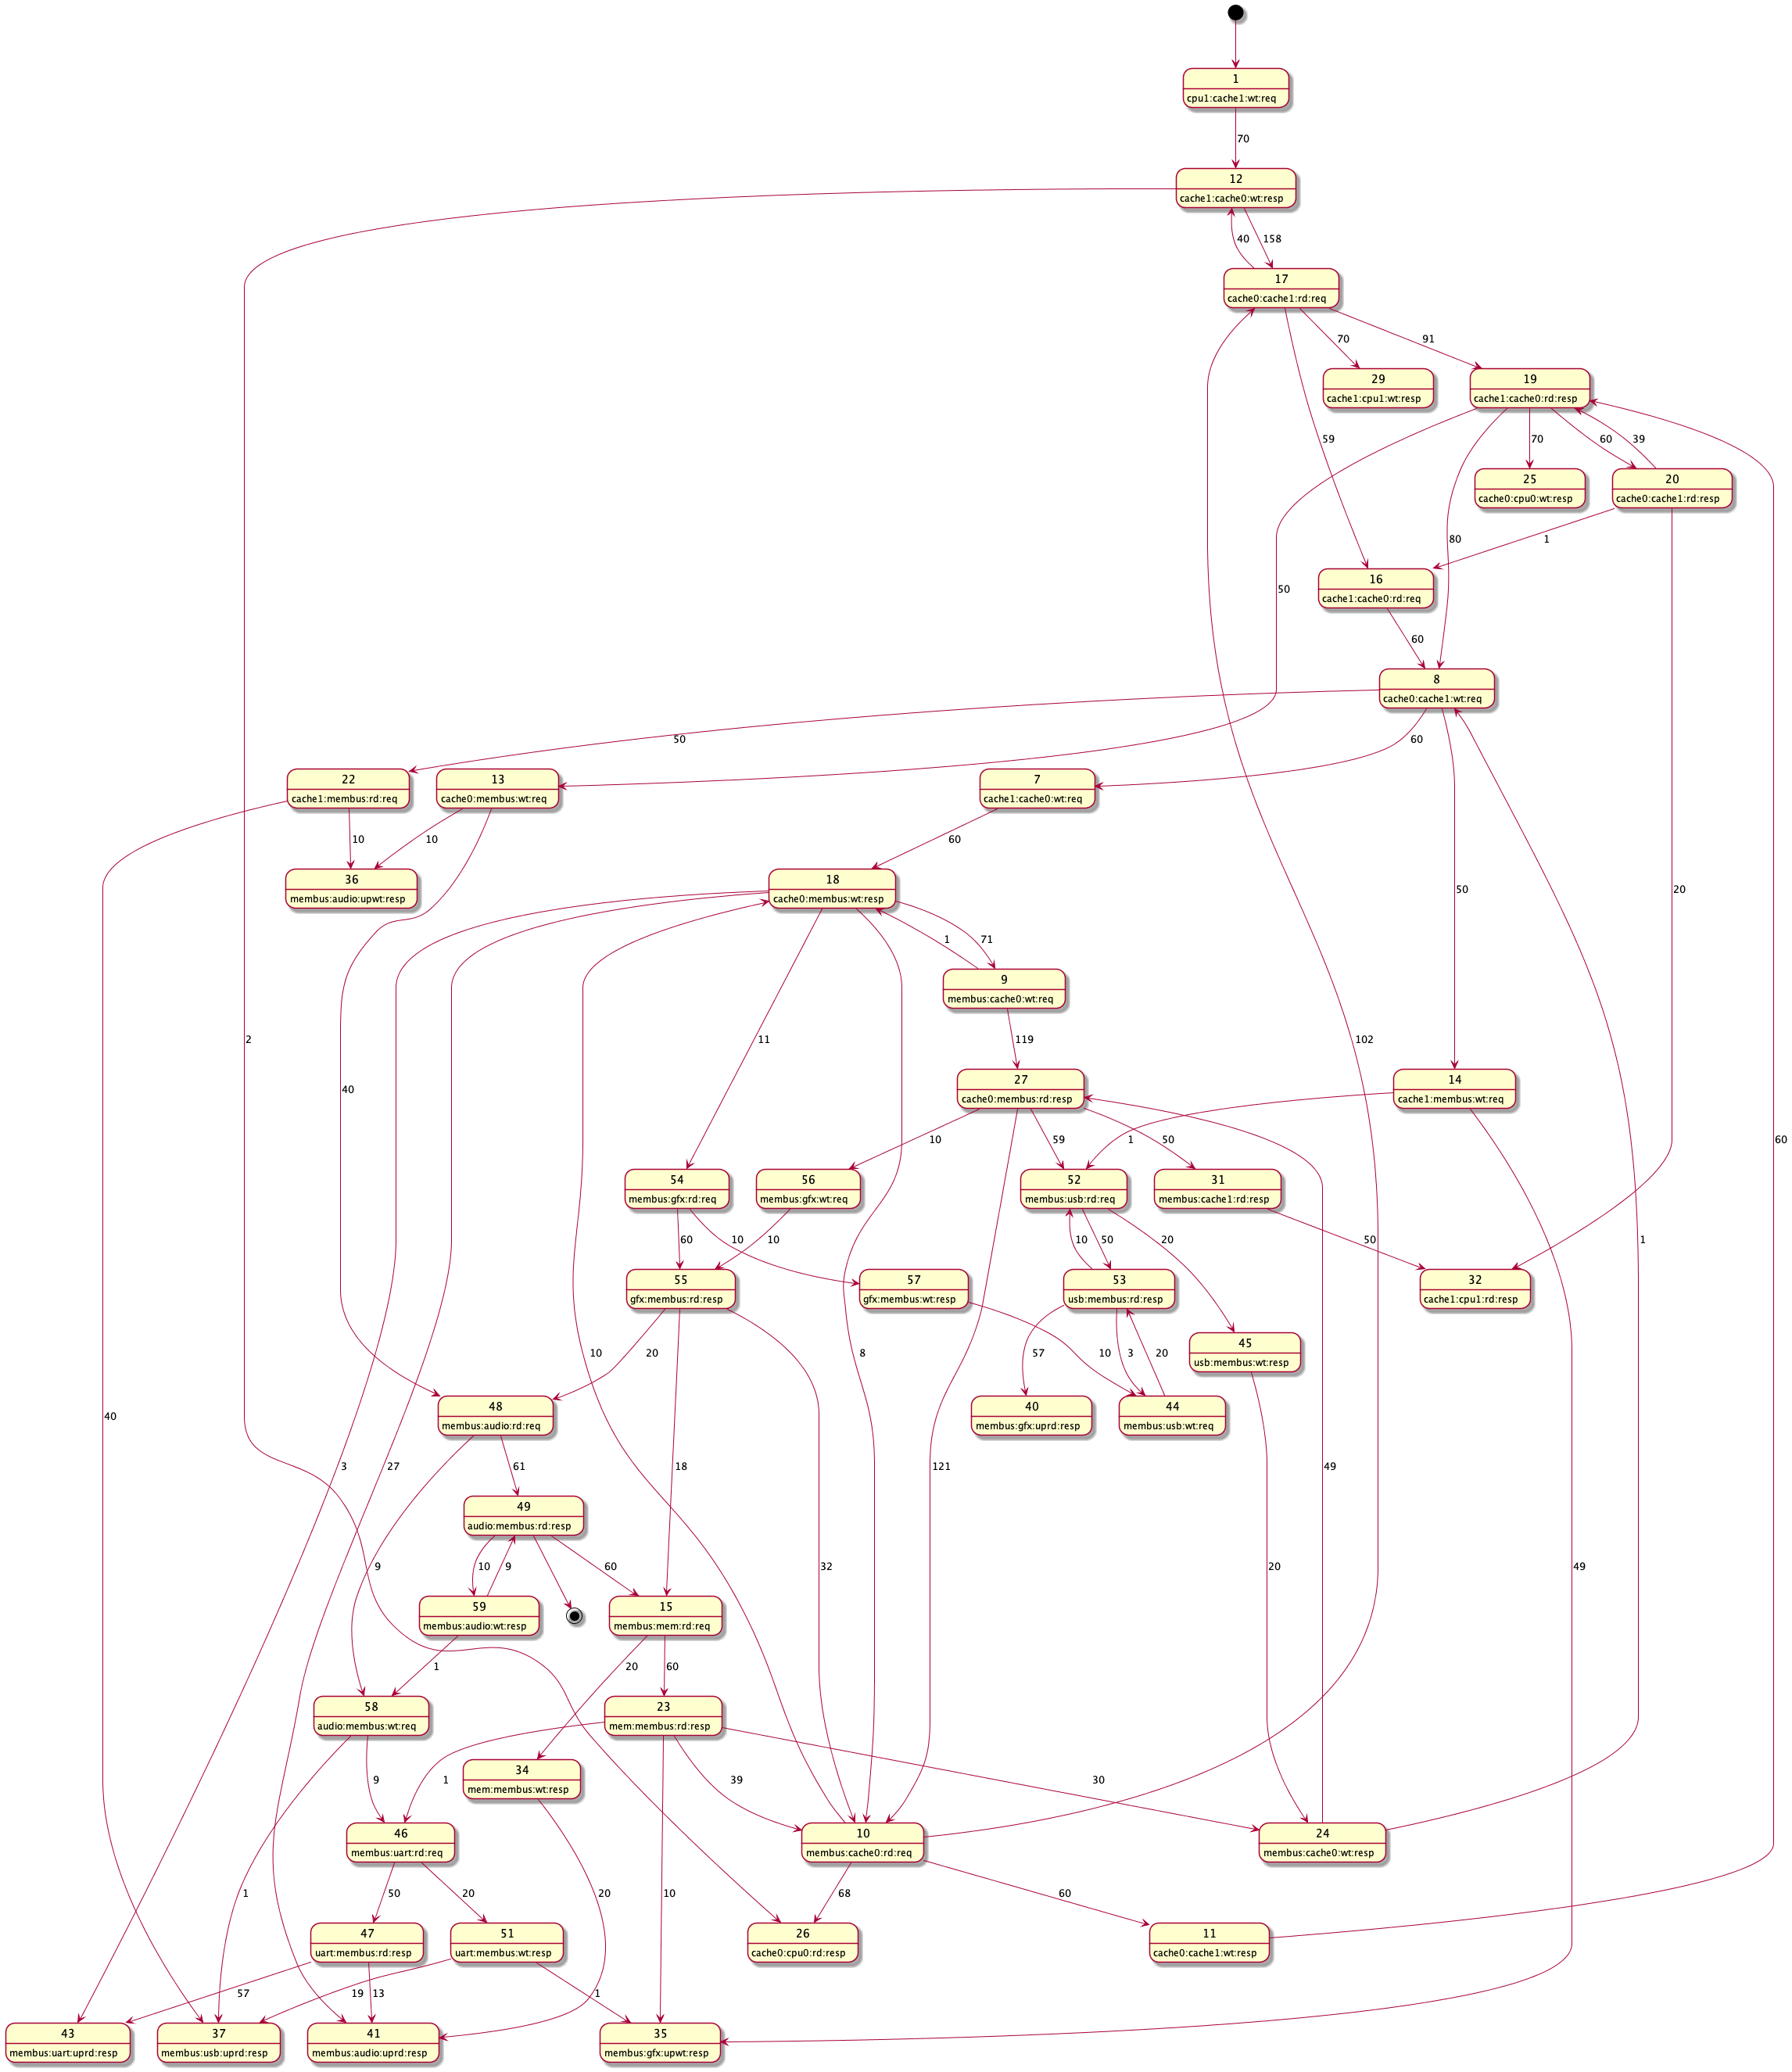 1
cpu1:cache1:wt:req
70
12
cache1:cache0:wt:resp
40
158
17
cache0:cache1:rd:req
70
91
29
cache1:cpu1:wt:resp
19
cache1:cache0:rd:resp
59
70
60
39
25
cache0:cpu0:wt:resp
20
cache0:cache1:rd:resp
50
80
1
16
cache1:cache0:rd:req
60
8
cache0:cache1:wt:req
50
60
22
cache1:membus:rd:req
13
cache0:membus:wt:req
7
cache1:cache0:wt:req
10
10
60
50
20
36
membus:audio:upwt:resp
18
cache0:membus:wt:resp
1
71
9
membus:cache0:wt:req
2
11
119
102
1
40
27
cache0:membus:rd:resp
14
cache1:membus:wt:req
10
59
50
1
60
54
membus:gfx:rd:req
56
membus:gfx:wt:req
52
membus:usb:rd:req
31
membus:cache1:rd:resp
60
10
10
10
50
20
50
1
55
gfx:membus:rd:resp
57
gfx:membus:wt:resp
53
usb:membus:rd:resp
32
cache1:cpu1:rd:resp
20
10
8
10
57
3
20
45
usb:membus:wt:resp
40
48
membus:audio:rd:req
40
membus:gfx:uprd:resp
44
membus:usb:wt:req
3
27
61
18
121
49
49
audio:membus:rd:resp
9
10
9
60
32
20
49
59
membus:audio:wt:resp
15
membus:mem:rd:req
1
20
60
58
audio:membus:wt:req
23
mem:membus:rd:resp
9
1
34
mem:membus:wt:resp
39
30
46
membus:uart:rd:req
10
membus:cache0:rd:req
24
membus:cache0:wt:resp
1
50
20
20
10
68
60
47
uart:membus:rd:resp
51
uart:membus:wt:resp
26
cache0:cpu0:rd:resp
11
cache0:cache1:wt:resp
57
13
19
1
43
membus:uart:uprd:resp
37
membus:usb:uprd:resp
41
membus:audio:uprd:resp
35
membus:gfx:upwt:resp